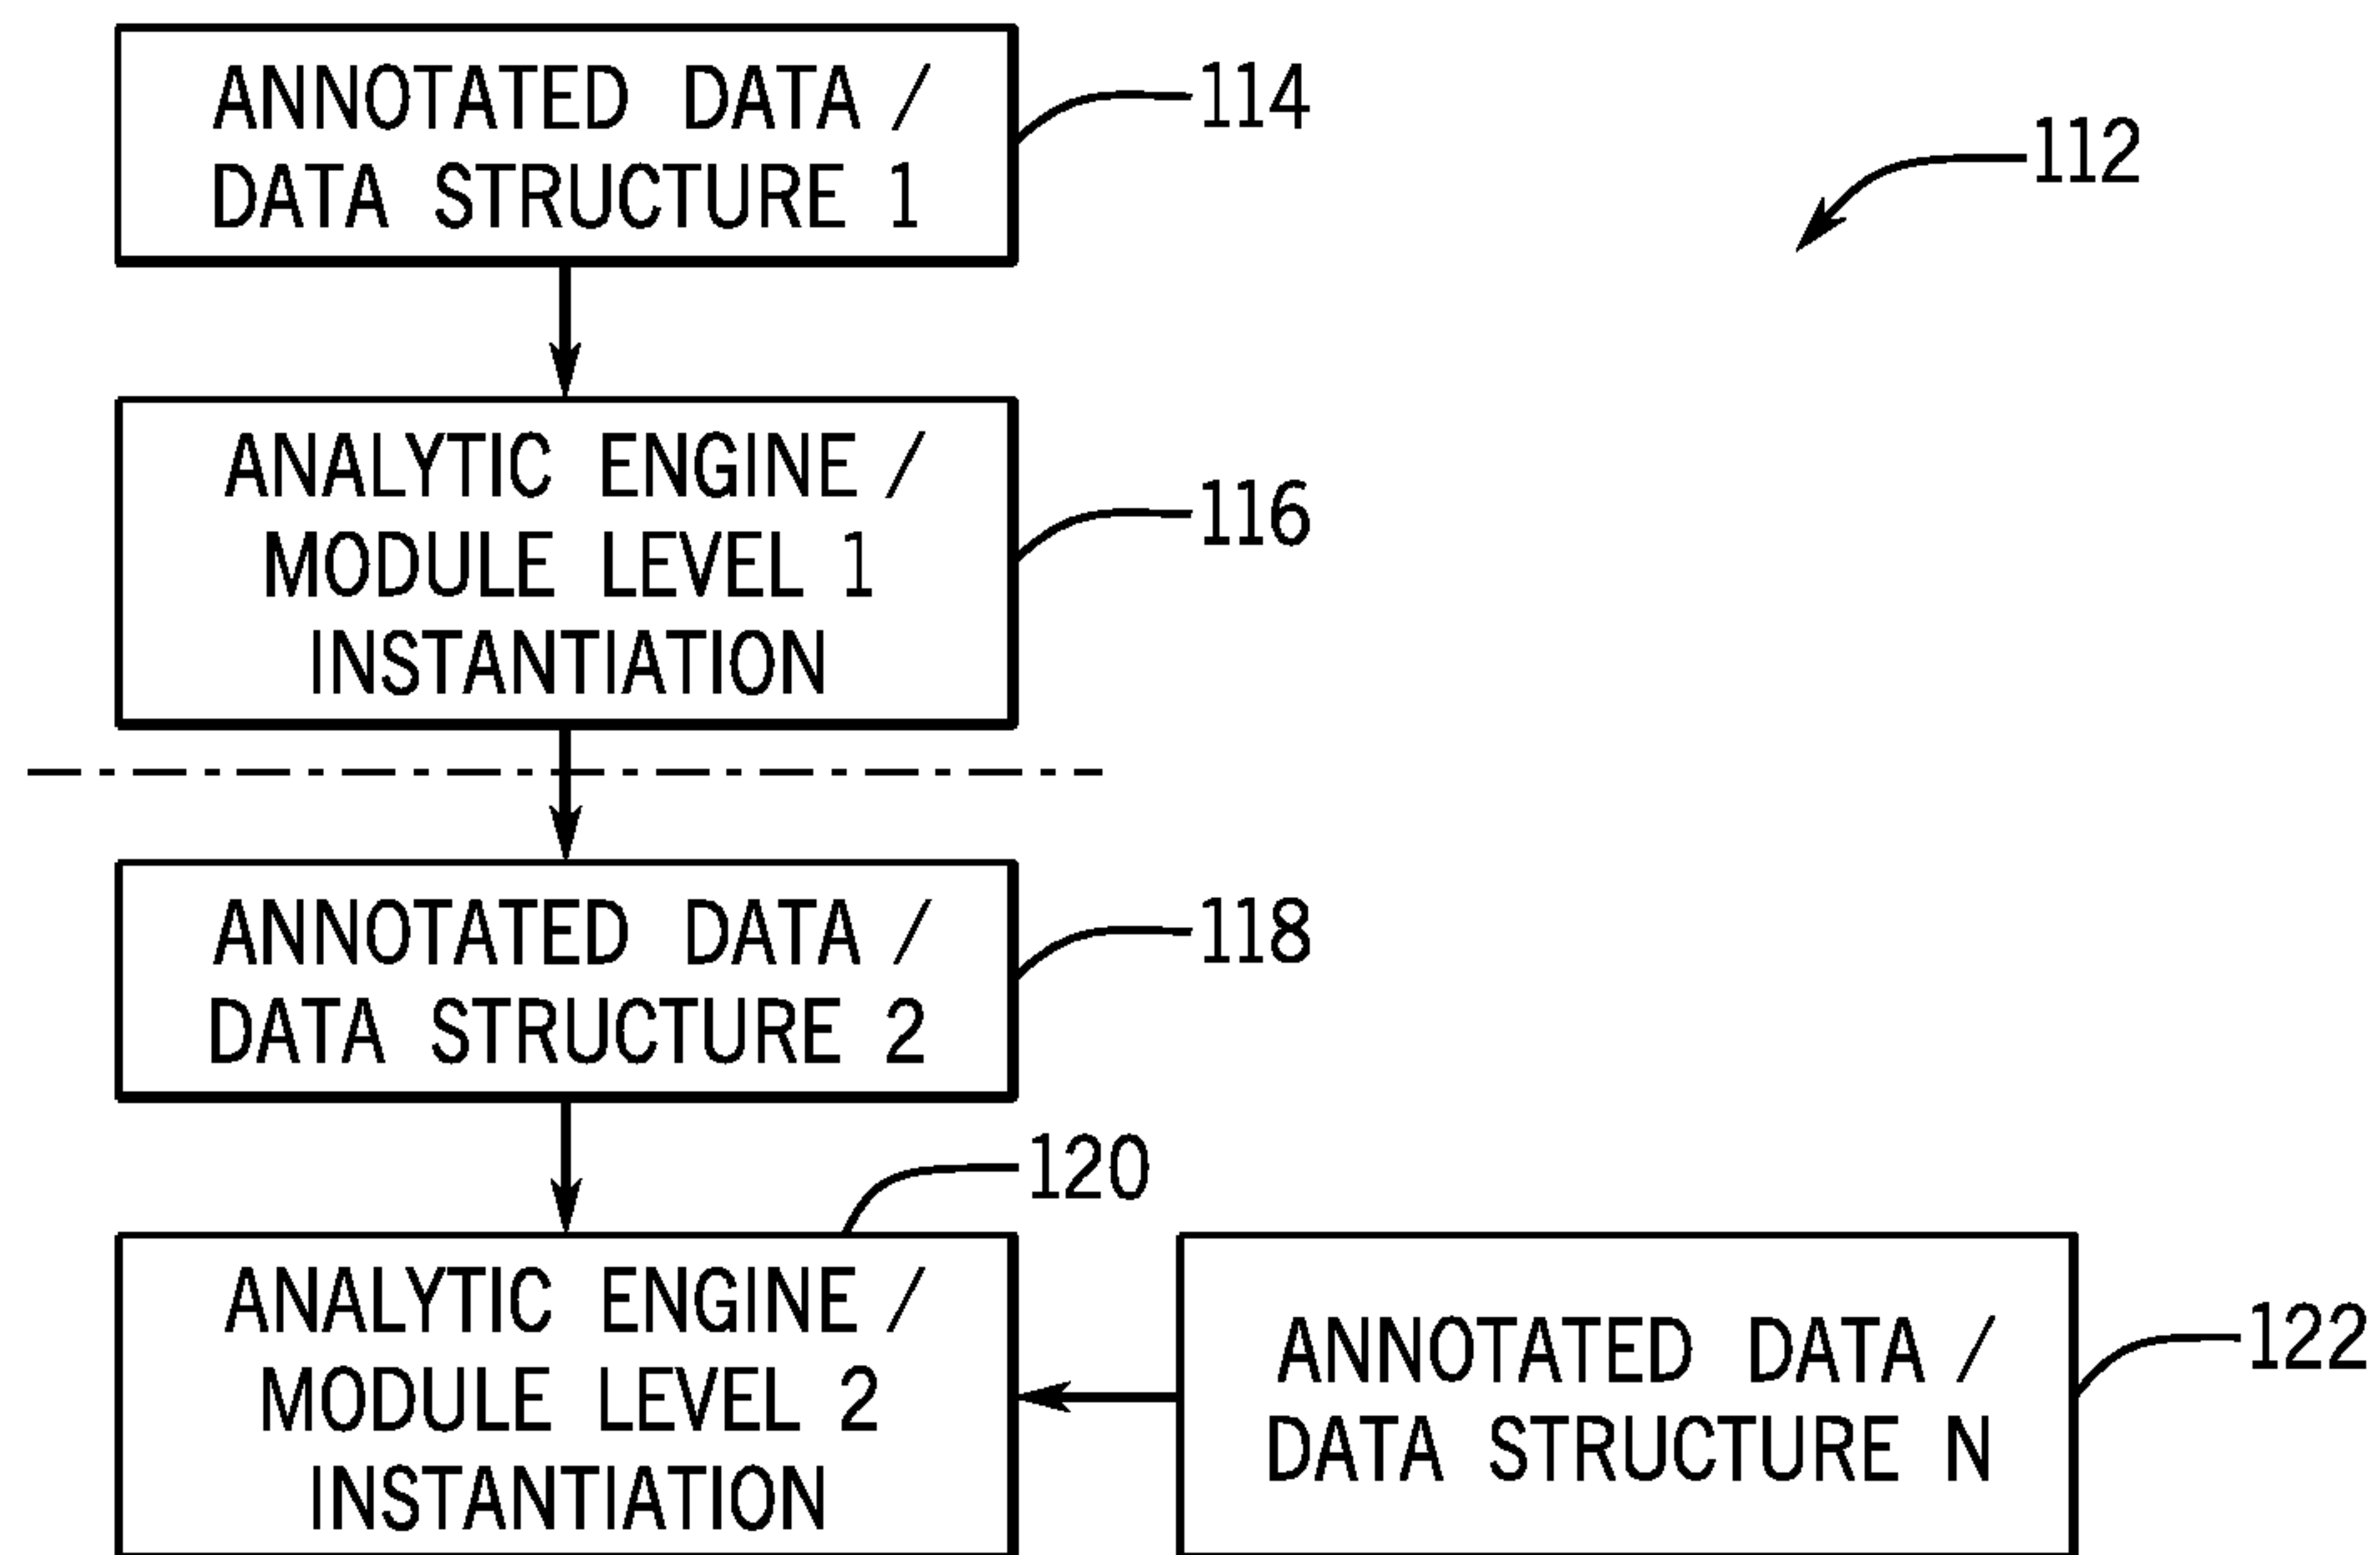 ANNOTATED DATA /
DATA STRUCTURE 1
114
112
ANALYTIC ENGINE /
MODULE LEVEL 1
INSTANTIATION
116
ANNOTATED DATA /
DATA STRUCTURE 2
118
120
ANALYTIC ENGINE /
MODULE LEVEL 2
INSTANTIATION
ANNOTATED DATA /
DATA STRUCTURE N
122